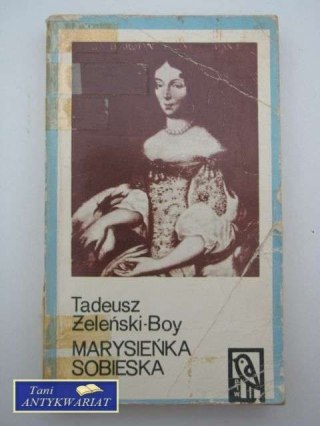 Tadeusz
Żeleński-Boy
MARYSIEŃKA
SOBIESKA
Tani
ANTYKWARIAT